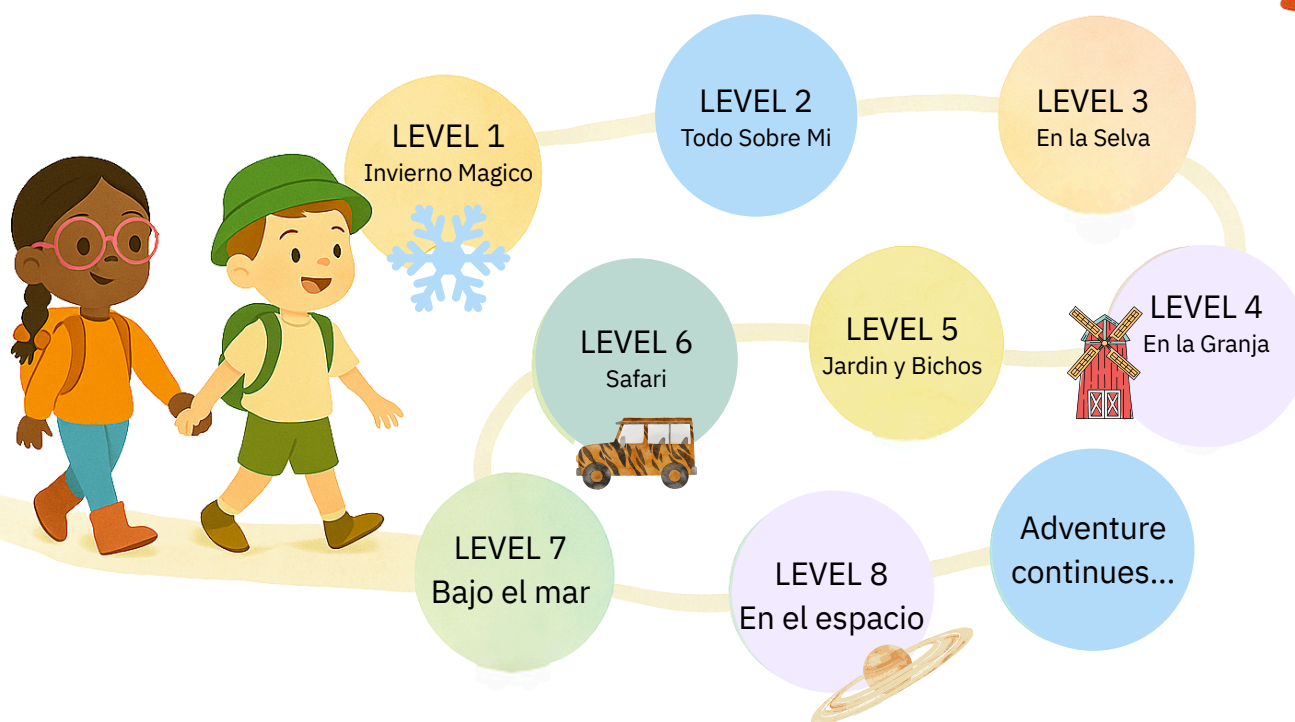 LEVEL 1
Invierno Magico
LEVEL 2
Todo Sobre Mi
LEVEL 3
En la Selva
LEVEL 4
En la Granja
LEVEL 5
Jardin y Bichos
LEVEL 6
Safari
LEVEL 7
Bajo el mar
LEVEL 8
En el espacio
Adventure
continues...